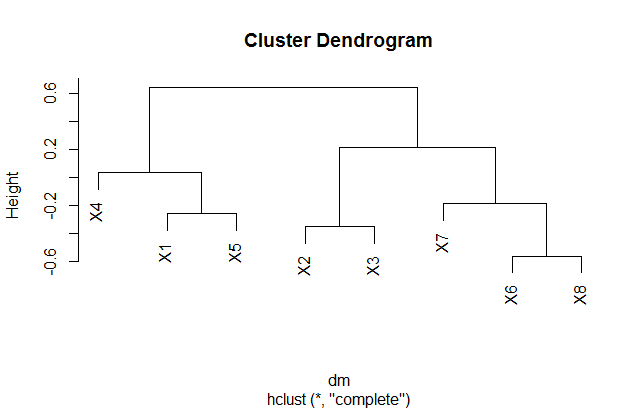 Cluster Dendrogram
Height
0.6
0.2
-0.2
-0.6
X4
X1
X5
X2
X3
X7
X6
X8
dm
hclust (*, "complete")